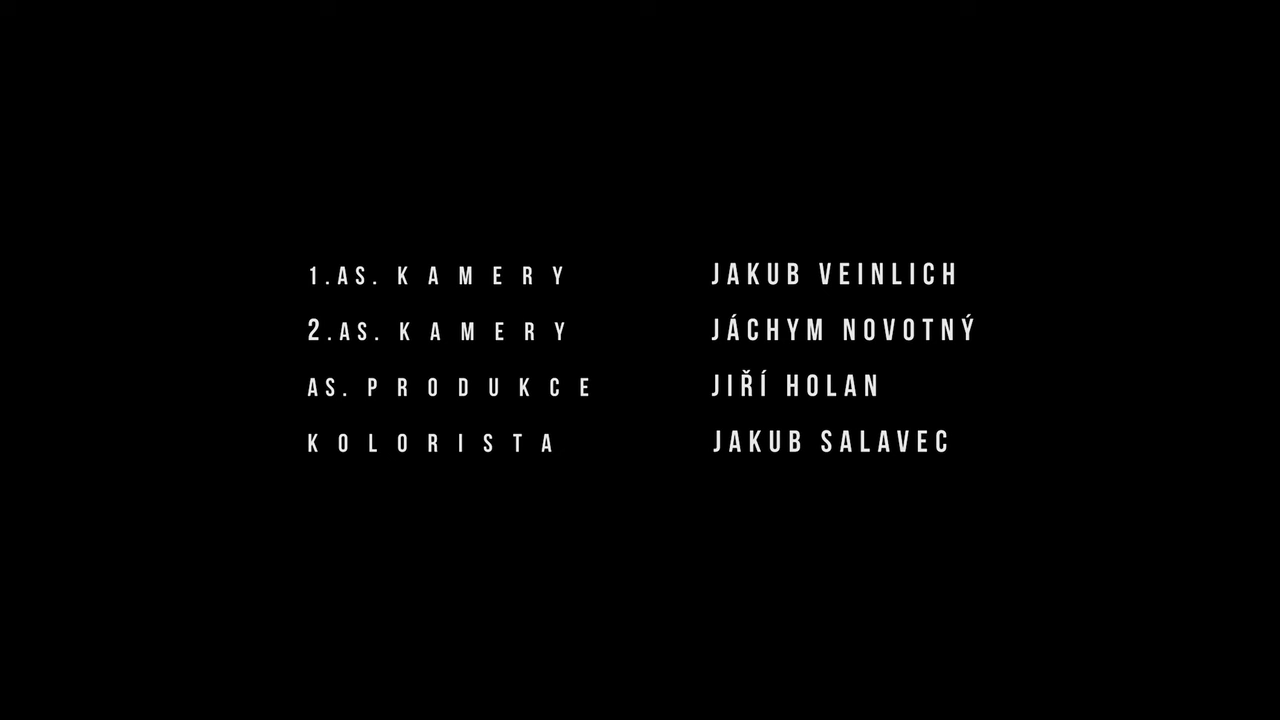 1.AS. KAMERY JAKUB VEINLICH
2.AS. KAMERY JÁCHYM NOVOTNÝ
AS. PRODUKCE JIŘÍ HOLAN
KOLORISTA JAKUB SALAVEC